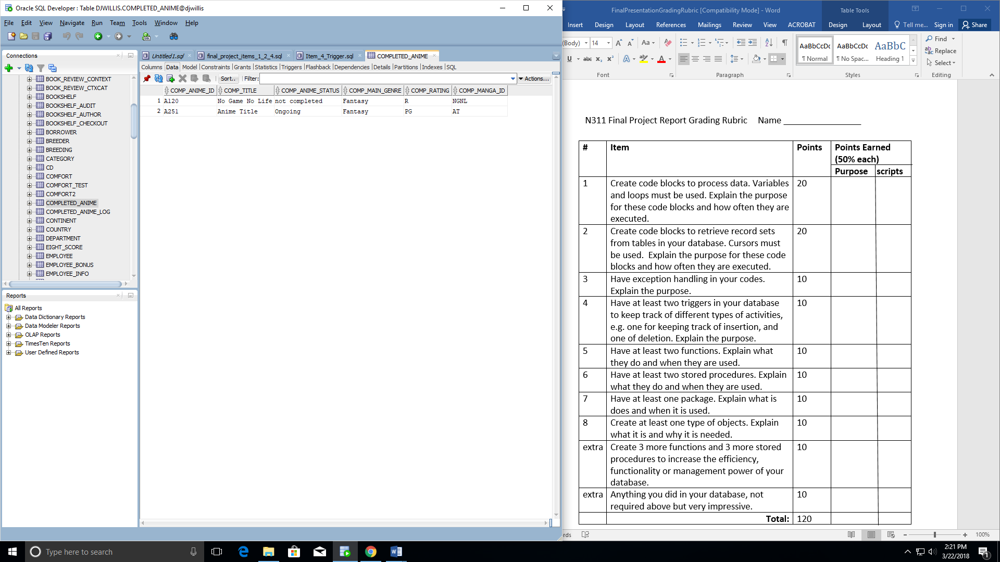 Oracle SQL Developer : Table DJWILLIS.COMPLETED_ANIME@djwillis
File Edit View Navigate Run Team Tools Window Help
Connections
BOOK_REVIEW_CONTEXT
BOOK_REVIEW_CTXCAT
BOOKSHELF
BOOKSHELF_AUDIT
BOOKSHELF_AUTHOR
BOOKSHELF_CHECKOUT
BORROWER
BREEDER
BREEDING
CATEGORY
CD
COMFORT
COMFORT_TEST
COMFORT2
COMPLETED_ANIME
COMPLETED_ANIME_LOG
CONTINENT
COUNTRY
DEPARTMENT
EIGHT_SCORE
EMPLOYEE
EMPLOYEE_BONUS
EMPLOYEE_INFO
Reports
All Reports
Data Dictionary Reports
Data Modeler Reports
OLAP Reports
TimesTen Reports
User Defined Reports
Untitled1.sql final_project_items_1_2_4.sql Item_4_Trigger.sql COMPLETED_ANIME
Columns Data Model Constraints Grants Statistics Triggers Flashback Dependencies Details Partitions Indexes SQL
Sort.. Filter: Actions...
COMP_ANIME_ID COMP_TITLE COMP_ANIME_STATUS COMP_MAIN_GENRE COMP_RATING COMP_MANGA_ID
1 A120 No Game No Life not completed Fantasy R NGNL
2 A251 Anime Title Ongoing Fantasy PG AT
FinalPresentationGradingRubric [Compatibility Mode] - Word Table Tools
Insert Design Layout References Mailings Review View ACROBAT Design Layout Tell me... Sign in Share
(Body) 14 Aa
U abc x₂ x² A A
Font Paragraph Styles Editing
AaBbCcDc AaBbCcDc AaBbC
¶ Normal ¶ No Spac... Heading 1
Find
Replace
Select
N311 Final Project Report Grading Rubric Name _________________
# Item Points Points Earned
(50% each)
Purpose scripts
1 Create code blocks to process data. Variables 20
and loops must be used. Explain the purpose
for these code blocks and how often they are
executed.
2 Create code blocks to retrieve record sets 20
from tables in your database. Cursors must
be used. Explain the purpose for these code
blocks and how often they are executed.
3 Have exception handling in your codes. 10
Explain the purpose.
4 Have at least two triggers in your database 10
to keep track of different types of activities,
e.g. one for keeping track of insertion, and
one of deletion. Explain the purpose.
5 Have at least two functions. Explain what 10
they do and when they are used.
6 Have at least two stored procedures. Explain 10
what they do and when they are used.
7 Have at least one package. Explain what is 10
does and when it is used.
8 Create at least one type of objects. Explain 10
what it is and why it is needed.
extra Create 3 more functions and 3 more stored 10
procedures to increase the efficiency,
functionality or management power of your
database.
extra Anything you did in your database, not 10
required above but very impressive.
Total: 120
rds 100%
Type here to search
2:21 PM
3/22/2018
1